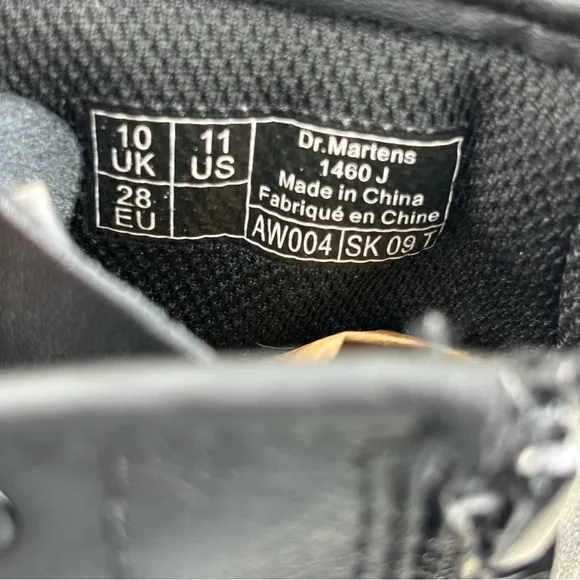 10
UK
11
US
28
EU
Dr.Martens
1460 J
Made in China
Fabriqué en Chine
AW004
SK 09 T